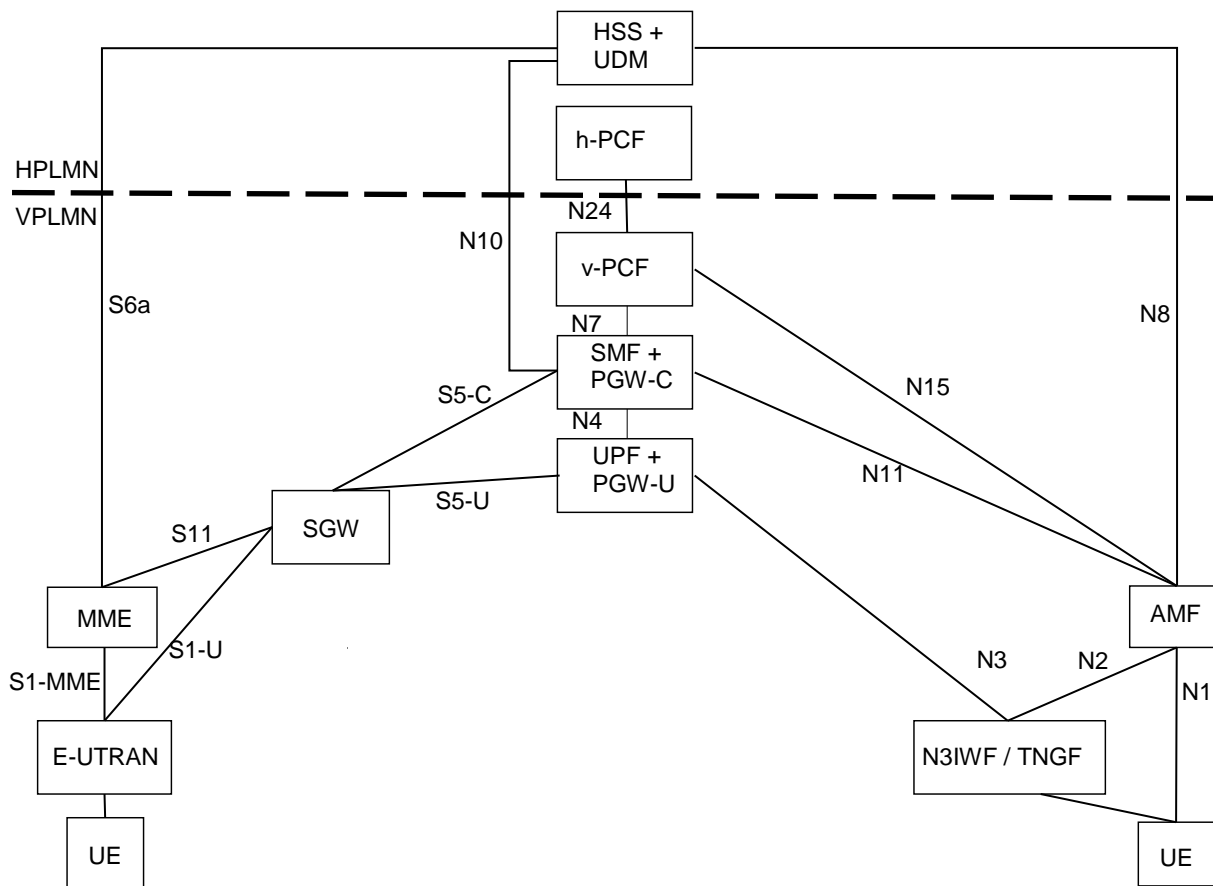 HSS +
UDM
h-PCF
HPLMN
VPLMN
N24
N10
v-PCF
S6a
N8
N7
SMF +
PGW-C
S5-C
N15
N4
UPF +
PGW-U
N11
S5-U
SGW
S11
MME
AMF
S1-U
N3
N2
S1-MME
N1
E-UTRAN
N3IWF / TNGF
UE
UE